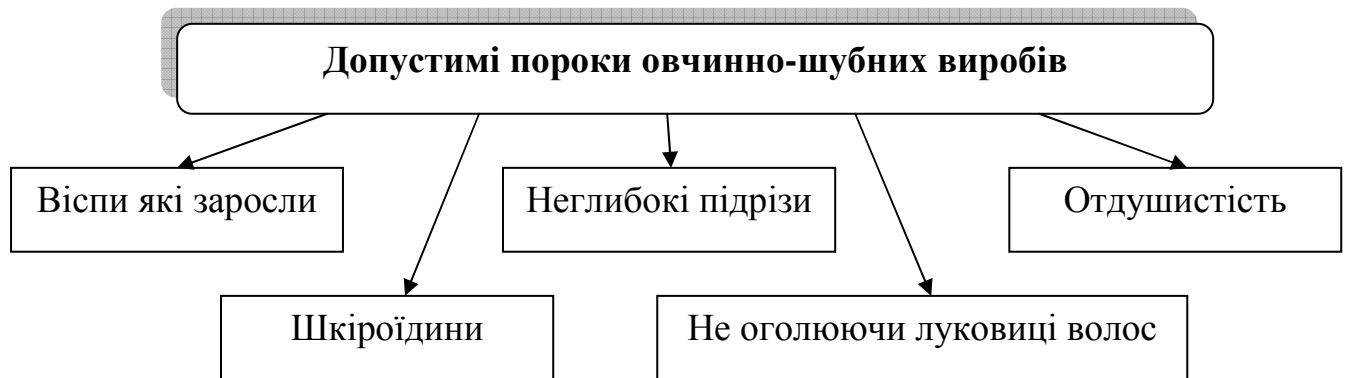 Допустимі пороки овчинно-шубних виробів
Віспи які заросли
Неглибокі підрізи
Отдушистість
Шкіроїдини
Не оголюючи луковиці волос